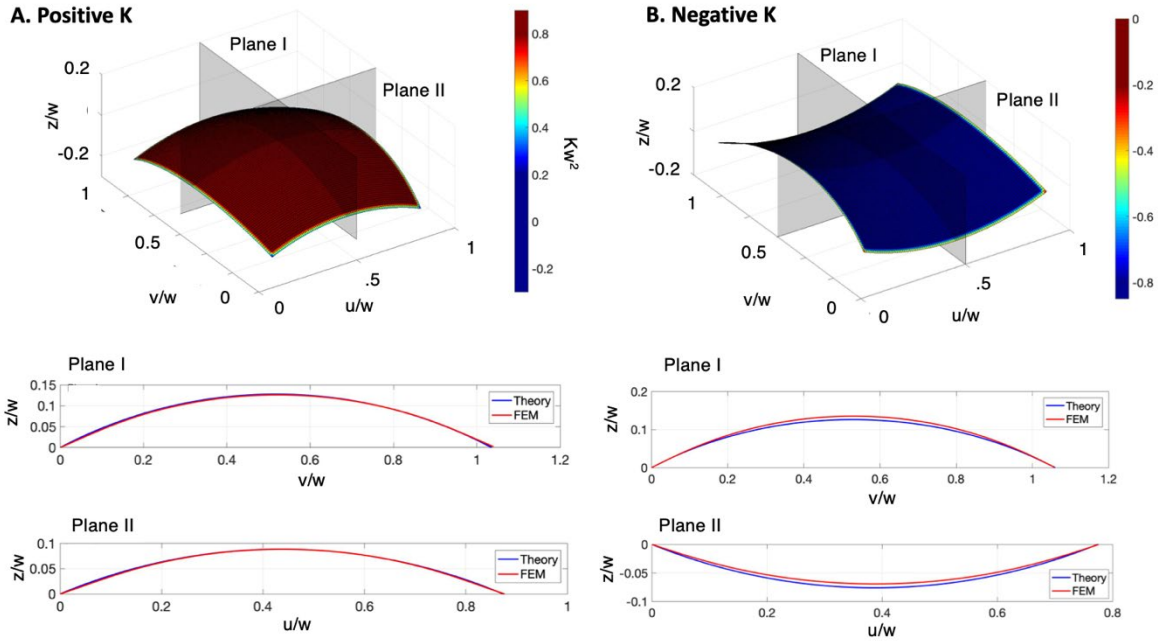 A. Positive K
Plane I
Plane II
0.2
0
-0.2
z/w
1
0.5
0
v/w
0
.5
1
u/w
0.8
0.6
0.4
0.2
0
-0.2
Kw²
B. Negative K
Plane I
Plane II
0.2
0
-0.2
z/w
1
0.5
0
v/w
0
.5
1
u/w
0
-0.2
-0.4
-0.6
-0.8
Plane I
0.15
0.1
0.05
0
z/w
0 0.2 0.4 0.6 0.8 1 1.2
v/w
Theory
FEM
Plane I
0.2
0.1
0
z/w
0 0.2 0.4 0.6 0.8 1 1.2
v/w
Theory
FEM
Plane II
0.1
0.05
0
z/w
0 0.2 0.4 0.6 0.8 1
u/w
Theory
FEM
Plane II
0
-0.05
-0.1
z/w
0 0.2 0.4 0.6 0.8
u/w
Theory
FEM